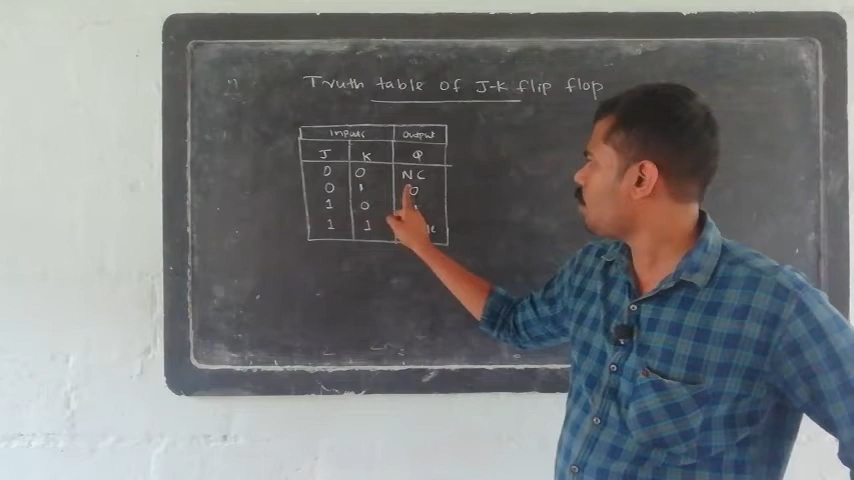 Truth table of J-K flip flop
Inputs Output
J K Q
0 0 NC
0 1 0
1 0
1 1